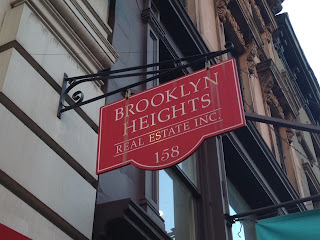 BROOKLYN
HEIGHTS
REAL ESTATE INC.
158